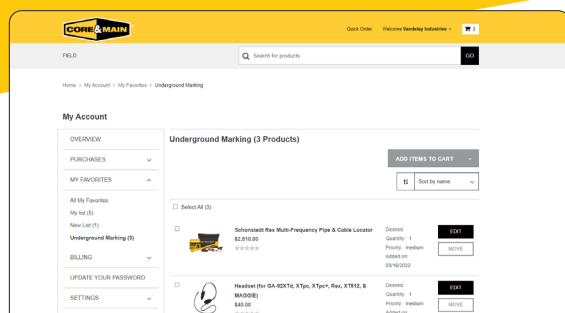 CORE & MAIN
Quick Order Welcome Vandelay Industries 2
FIELD Search for products GO
Home > My Account > My Favorites > Underground Marking
My Account
OVERVIEW
PURCHASES
MY FAVORITES
All My Favorites
My list (5)
New List (1)
Underground Marking (3)
BILLING
UPDATE YOUR PASSWORD
SETTINGS
Underground Marking (3 Products)
ADD ITEMS TO CART
Sort by name
Select All (3)
Schonstedt Rex Multi-Frequency Pipe & Cable Locator
$2,510.00
Desired
Quantity: 1
Priority: medium
Added on:
03/16/2022
EDIT
MOVE
Headset (for GA-92XTd, XTpc, XTpc+, Rex, XT512, &
MAGGIE)
$40.00
Desired
Quantity: 1
Priority: medium
Added on:
EDIT
MOVE